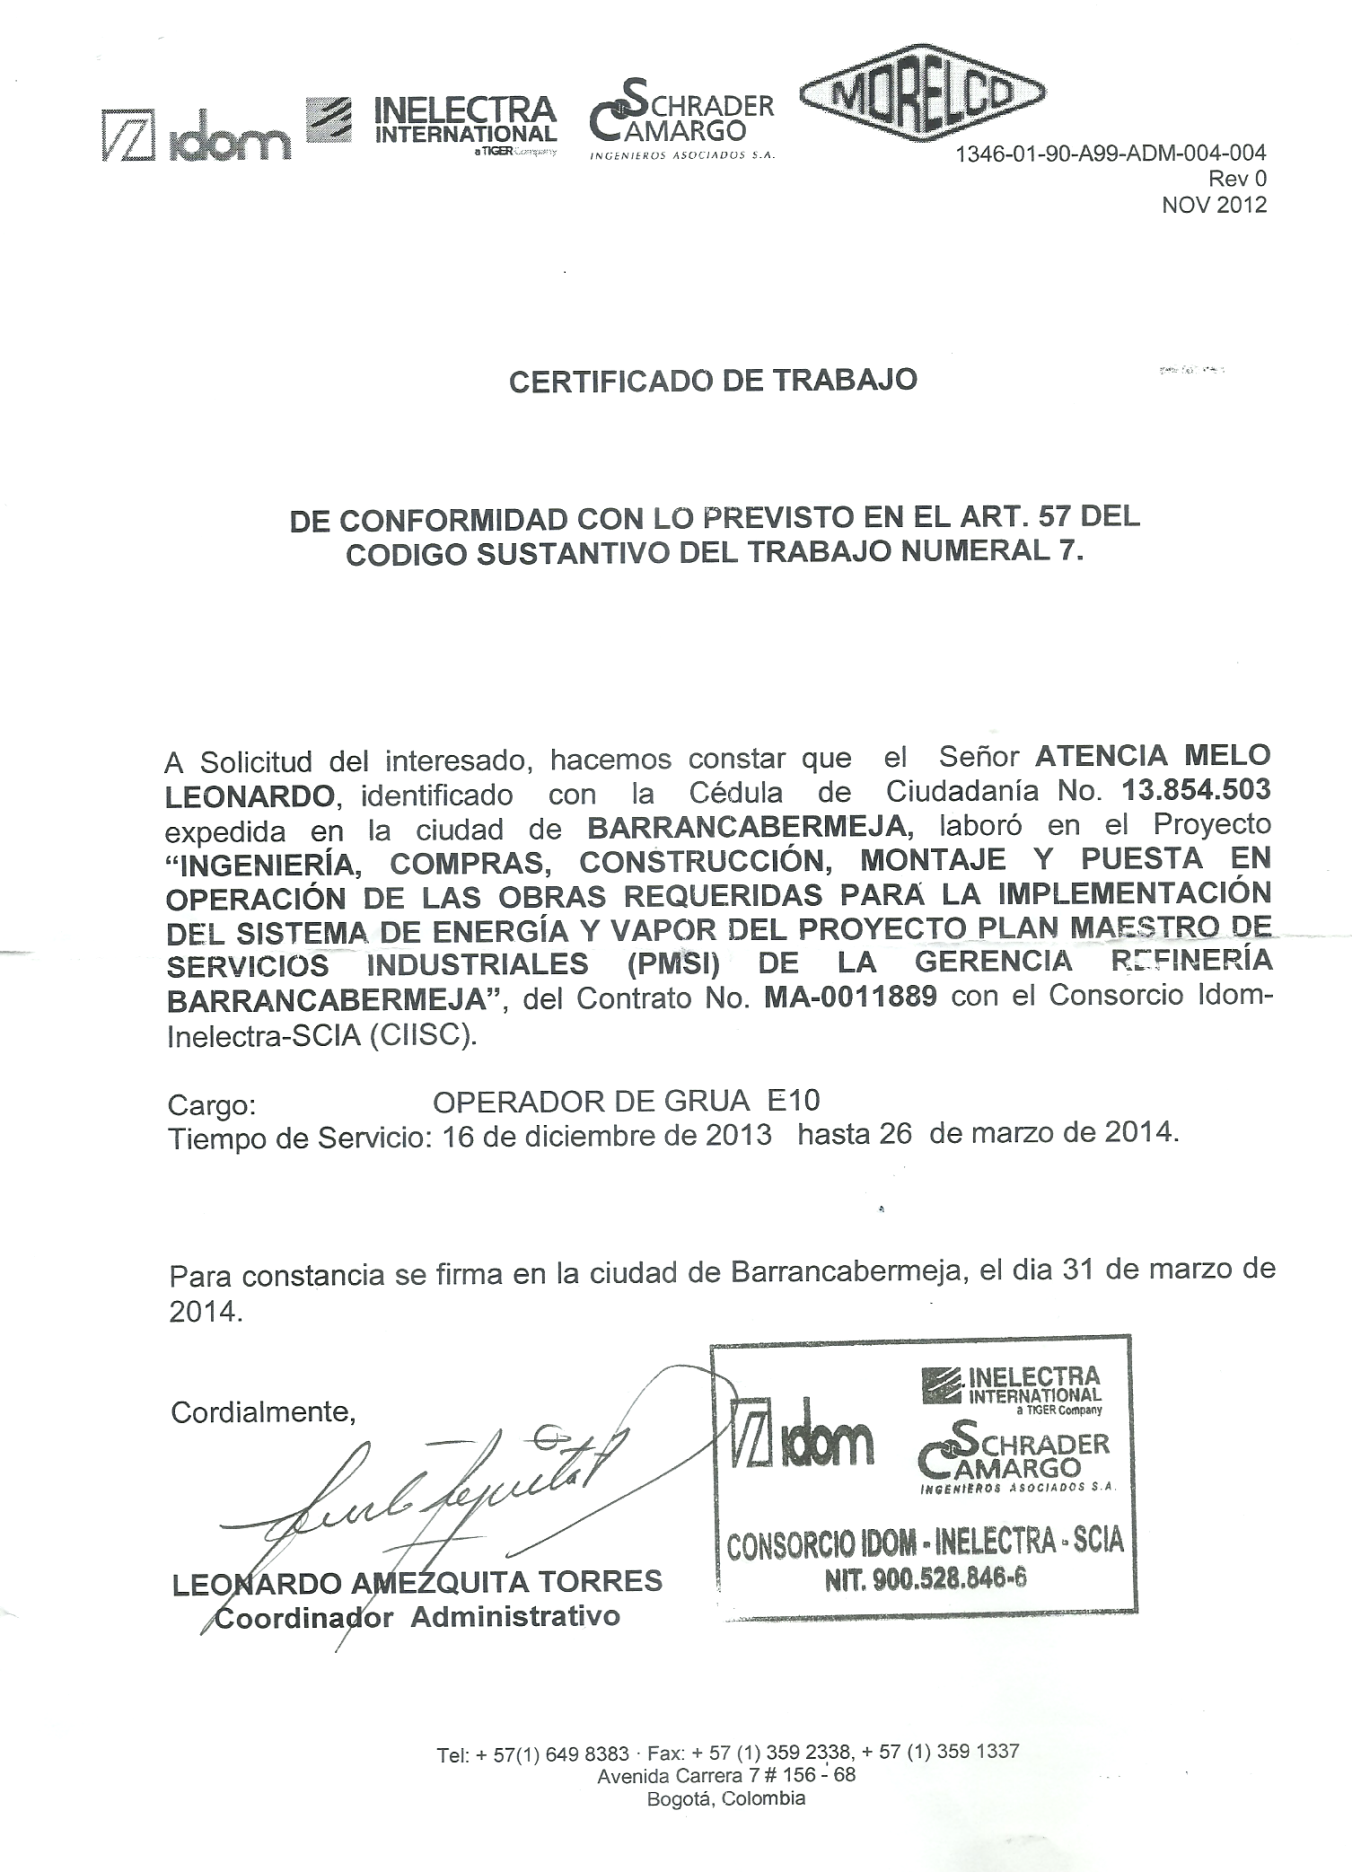 idom
INELECTRA
INTERNATIONAL
a TIGER Company
SCHRADER
CAMARGO
INGENIEROS ASOCIADOS S.A.
MORELCO
1346-01-90-A99-ADM-004-004
Rev 0
NOV 2012
CERTIFICADO DE TRABAJO
DE CONFORMIDAD CON LO PREVISTO EN EL ART. 57 DEL
CODIGO SUSTANTIVO DEL TRABAJO NUMERAL 7.
A Solicitud del interesado, hacemos constar que el Señor ATENCIA MELO
LEONARDO, identificado con la Cédula de Ciudadanía No. 13.854.503
expedida en la ciudad de BARRANCABERMEJA, laboró en el Proyecto
“INGENIERÍA, COMPRAS, CONSTRUCCIÓN, MONTAJE Y PUESTA EN
OPERACIÓN DE LAS OBRAS REQUERIDAS PARA LA IMPLEMENTACIÓN
DEL SISTEMA DE ENERGÍA Y VAPOR DEL PROYECTO PLAN MAESTRO DE
SERVICIOS INDUSTRIALES (PMSI) DE LA GERENCIA REFINERÍA
BARRANCABERMEJA”, del Contrato No. MA-0011889 con el Consorcio Idom-
Inelectra-SCIA (CIISC).
Cargo: OPERADOR DE GRUA E10
Tiempo de Servicio: 16 de diciembre de 2013 hasta 26 de marzo de 2014.
Para constancia se firma en la ciudad de Barrancabermeja, el dia 31 de marzo de
2014.
Cordialmente,
LEONARDO AMEZQUITA TORRES
Coordinador Administrativo
idom
INELECTRA
INTERNATIONAL
a TIGER Company
SCHRADER
CAMARGO
INGENIEROS ASOCIADOS S.A.
CONSORCIO IDOM - INELECTRA - SCIA
NIT. 900.528.846-6
Tel: + 57(1) 649 8383 · Fax: + 57 (1) 359 2338, + 57 (1) 359 1337
Avenida Carrera 7 # 156 - 68
Bogotá, Colombia